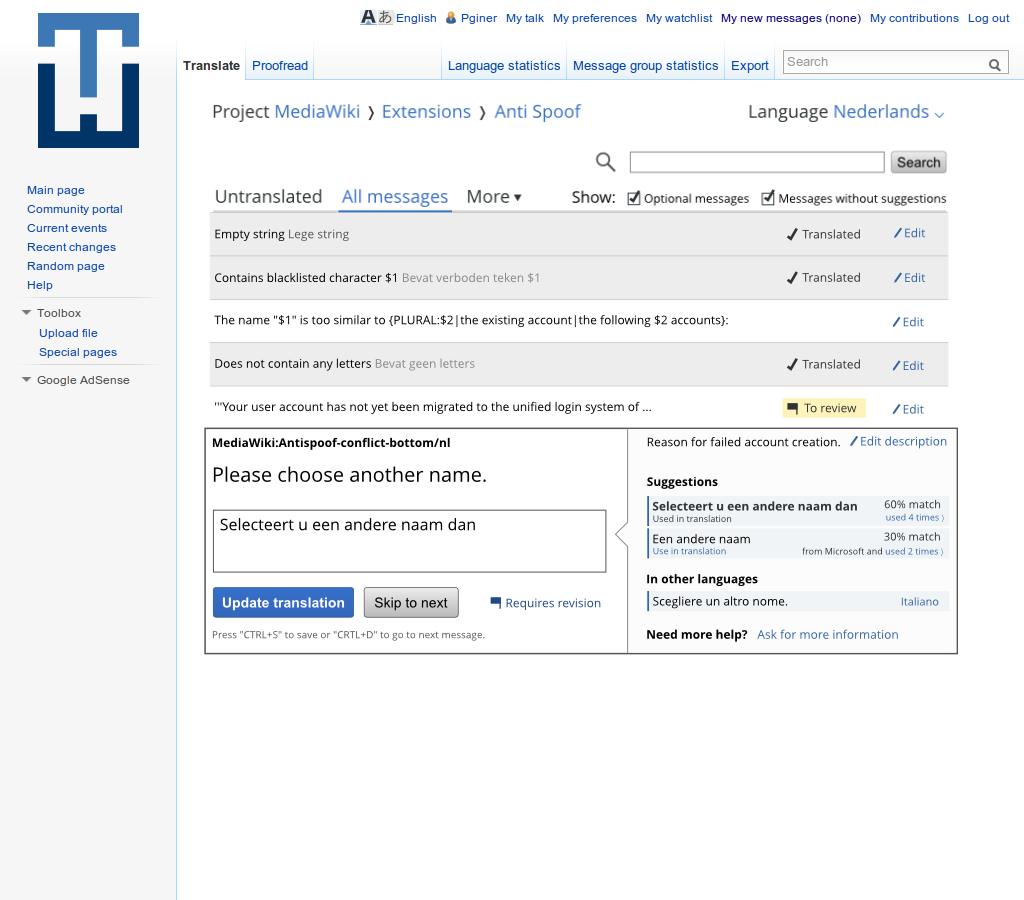 English Pginer My talk My preferences My watchlist My new messages (none) My contributions Log out
Translate Proofread Language statistics Message group statistics Export Search
Project MediaWiki ❭ Extensions ❭ Anti Spoof Language Nederlands
Search
Untranslated All messages More ▾ Show: Optional messages Messages without suggestions
Main page
Community portal
Current events
Recent changes
Random page
Help
Toolbox
Upload file
Special pages
Google AdSense
Empty string Lege string Translated Edit
Contains blacklisted character $1 Bevat verboden teken $1 Translated Edit
The name "$1" is too similar to {PLURAL:$2|the existing account|the following $2 accounts}: Edit
Does not contain any letters Bevat geen letters Translated Edit
'''Your user account has not yet been migrated to the unified login system of ... To review Edit
MediaWiki:Antispoof-conflict-bottom/nl
Please choose another name.
Selecteert u een andere naam dan
Update translation Skip to next Requires revision
Press "CTRL+S" to save or "CRTL+D" to go to next message.
Reason for failed account creation. Edit description
Suggestions
Selecteert u een andere naam dan 60% match
Used in translation used 4 times ⟩
Een andere naam 30% match
Use in translation from Microsoft and used 2 times ⟩
In other languages
Scegliere un altro nome. Italiano
Need more help? Ask for more information